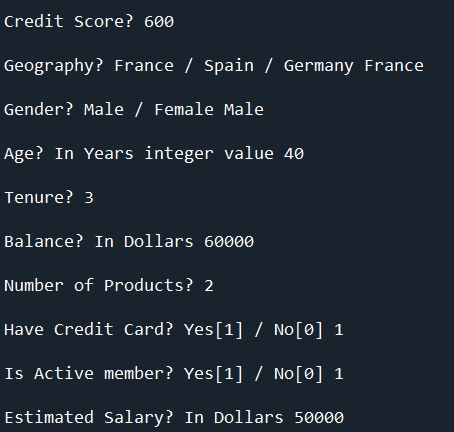 Credit Score? 600
Geography? France / Spain / Germany France
Gender? Male / Female Male
Age? In Years integer value 40
Tenure? 3
Balance? In Dollars 60000
Number of Products? 2
Have Credit Card? Yes[1] / No[0] 1
Is Active member? Yes[1] / No[0] 1
Estimated Salary? In Dollars 50000